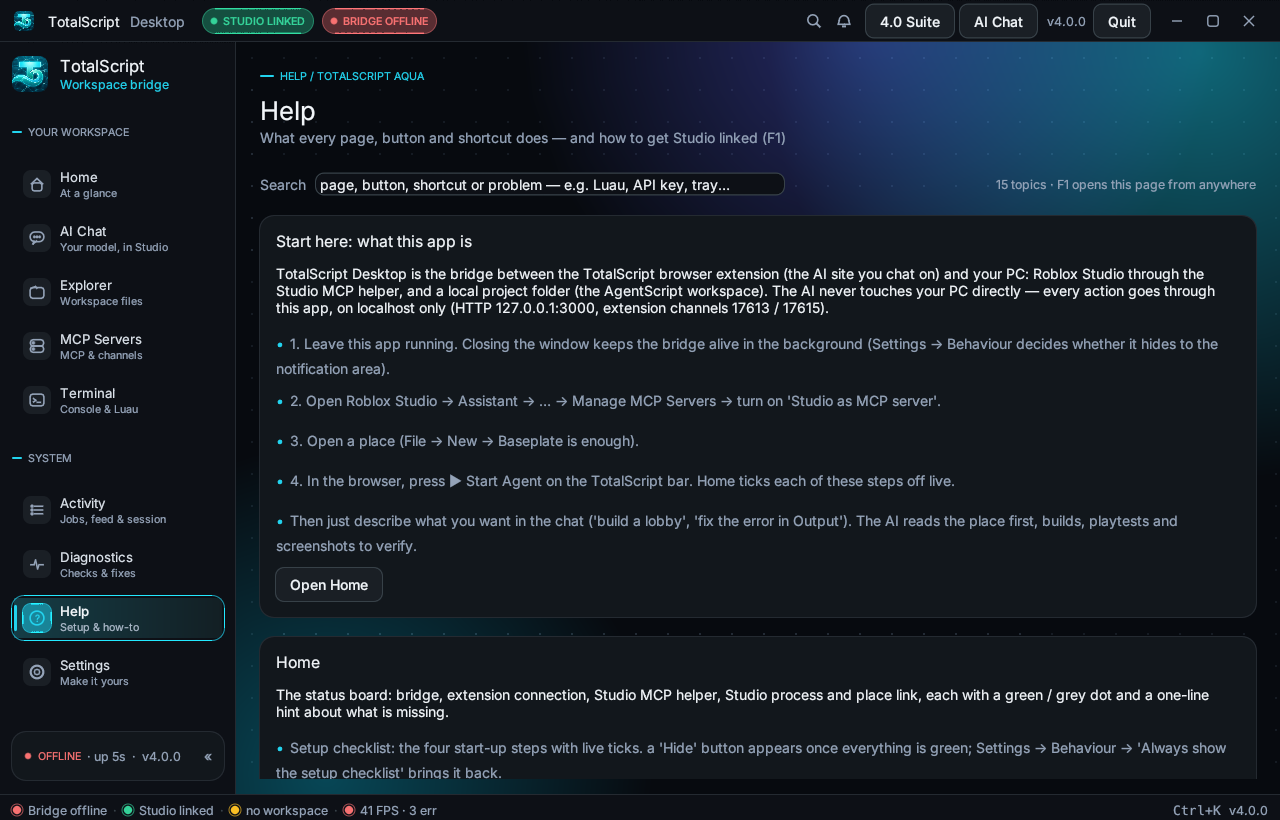 TotalScript Desktop STUDIO LINKED BRIDGE OFFLINE 4.0 Suite AI Chat v4.0.0 Quit
TotalScript
Workspace bridge
YOUR WORKSPACE
Home
At a glance
AI Chat
Your model, in Studio
Explorer
Workspace files
MCP Servers
MCP & channels
Terminal
Console & Luau
SYSTEM
Activity
Jobs, feed & session
Diagnostics
Checks & fixes
Help
Setup & how-to
Settings
Make it yours
OFFLINE · up 5s · v4.0.0 «
HELP / TOTALSCRIPT AQUA
Help
What every page, button and shortcut does — and how to get Studio linked (F1)
Search page, button, shortcut or problem — e.g. Luau, API key, tray... 15 topics · F1 opens this page from anywhere
Start here: what this app is
TotalScript Desktop is the bridge between the TotalScript browser extension (the AI site you chat on) and your PC: Roblox Studio through the
Studio MCP helper, and a local project folder (the AgentScript workspace). The AI never touches your PC directly — every action goes through
this app, on localhost only (HTTP 127.0.0.1:3000, extension channels 17613 / 17615).
• 1. Leave this app running. Closing the window keeps the bridge alive in the background (Settings → Behaviour decides whether it hides to the
notification area).
• 2. Open Roblox Studio → Assistant → ... → Manage MCP Servers → turn on 'Studio as MCP server'.
• 3. Open a place (File → New → Baseplate is enough).
• 4. In the browser, press ▶ Start Agent on the TotalScript bar. Home ticks each of these steps off live.
• Then just describe what you want in the chat ('build a lobby', 'fix the error in Output'). The AI reads the place first, builds, playtests and
screenshots to verify.
Open Home
Home
The status board: bridge, extension connection, Studio MCP helper, Studio process and place link, each with a green / grey dot and a one-line
hint about what is missing.
• Setup checklist: the four start-up steps with live ticks. a 'Hide' button appears once everything is green; Settings → Behaviour → 'Always show
the setup checklist' brings it back.
Bridge offline · Studio linked · no workspace · 41 FPS · 3 err Ctrl+K v4.0.0